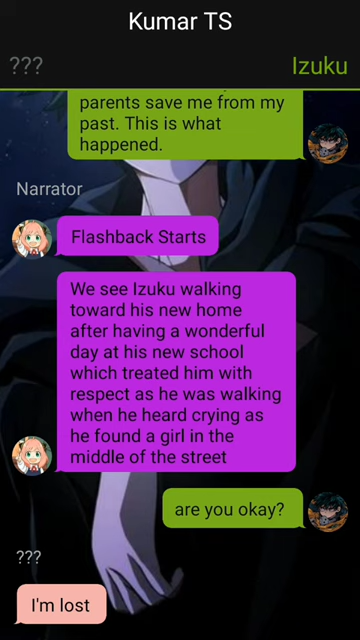 Kumar TS
??? Izuku
parents save me from my
past. This is what
happened.
Narrator
Flashback Starts
We see Izuku walking
toward his new home
after having a wonderful
day at his new school
which treated him with
respect as he was walking
when he heard crying as
he found a girl in the
middle of the street
are you okay?
???
I'm lost